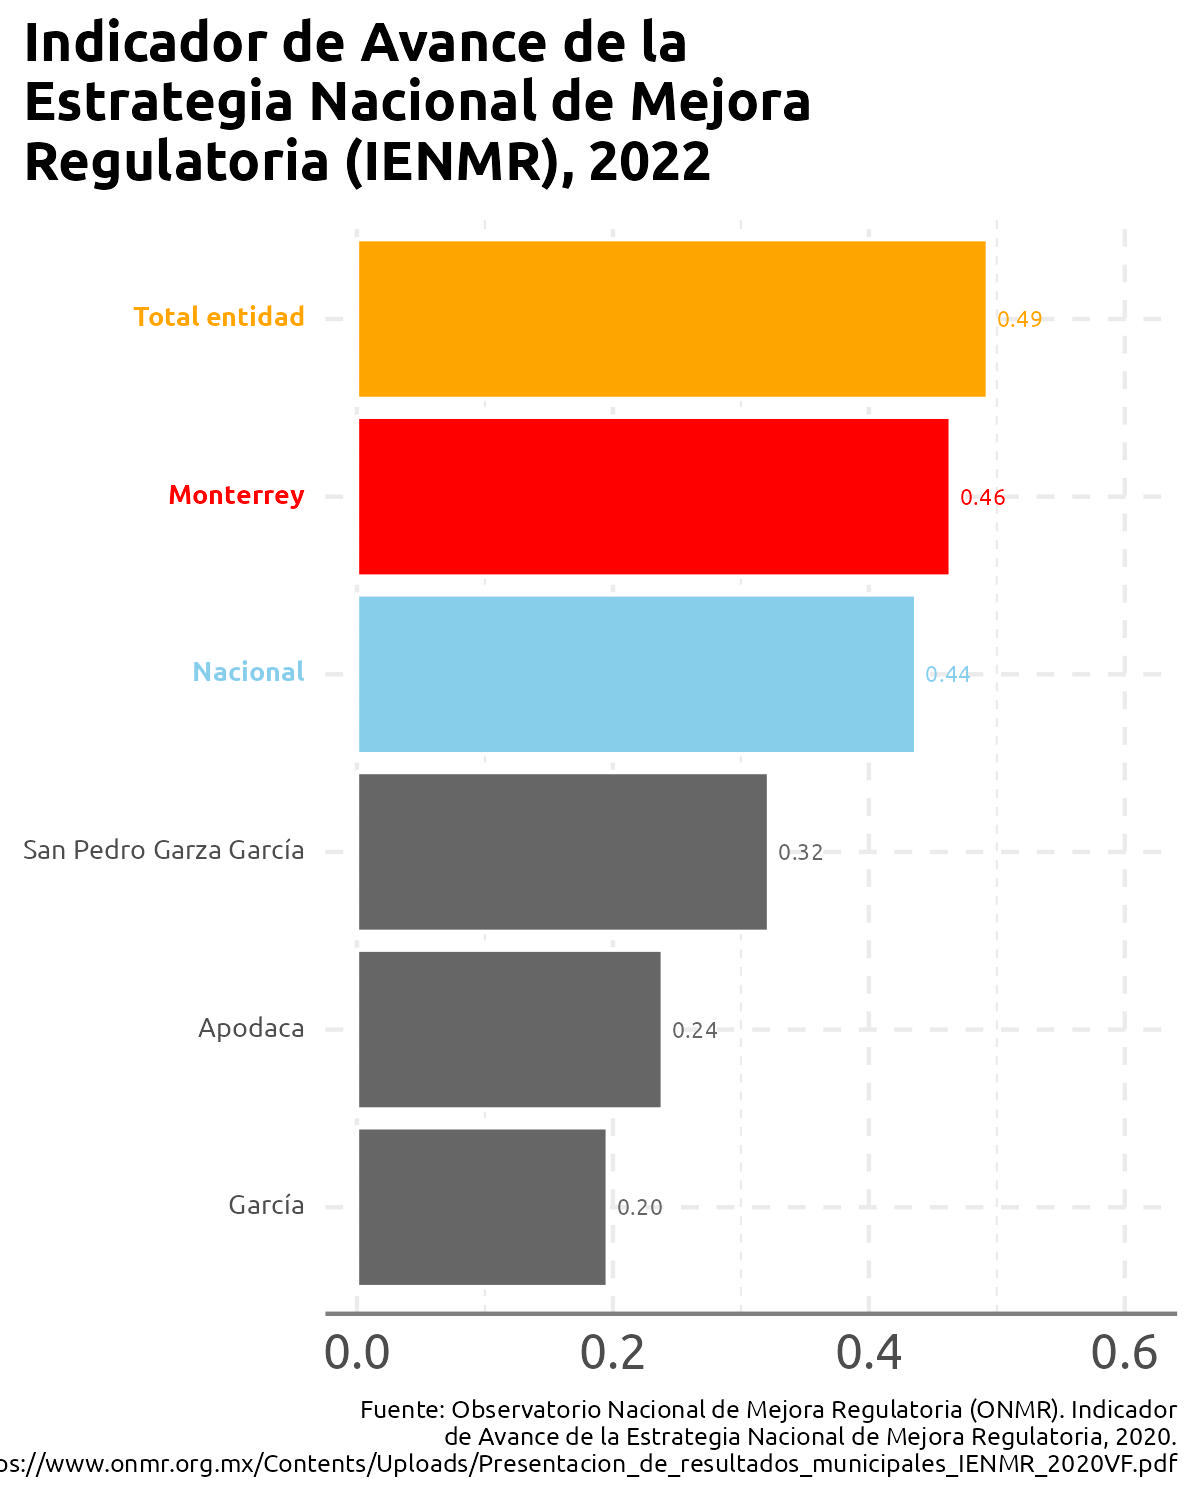 Indicador de Avance de la
Estrategia Nacional de Mejora
Regulatoria (IENMR), 2022
Total entidad
0.49
Monterrey
0.46
Nacional
0.44
San Pedro Garza García
0.32
Apodaca
0.24
García
0.20
0.0 0.2 0.4 0.6
Fuente: Observatorio Nacional de Mejora Regulatoria (ONMR). Indicador
de Avance de la Estrategia Nacional de Mejora Regulatoria, 2020.
ps://www.onmr.org.mx/Contents/Uploads/Presentacion_de_resultados_municipales_IENMR_2020VF.pdf